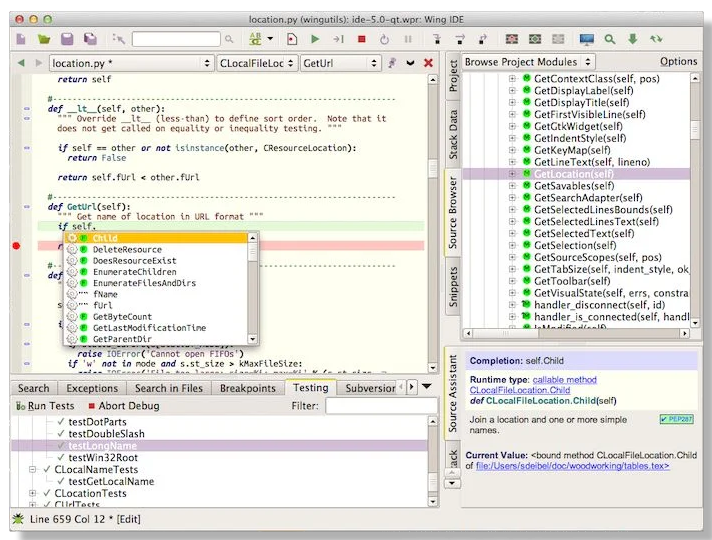 location.py (wingutils): ide-5.0-qt.wpr: Wing IDE
location.py * CLocalFileLoc GetUrl
return self
#-
def __lt__(self, other):
""" Override __lt__ (less-than) to define sort order. Note that it
does not get called on equality or inequality testing. """
if self == other or not isinstance(other, CResourceLocation):
return False
return self.fUrl < other.fUrl
#-
def GetUrl(self):
""" Get name of location in URL format """
if self.
Child
DeleteResource
DoesResourceExist
EnumerateChildren
EnumerateFilesAndDirs
fName
fUrl
GetByteCount
GetLastModificationTime
GetParentDir
#-
def
raise IOError('Cannot open FIFOs')
if 'w' not in mode and s.st_size > kMaxFileSize:
Project
Stack Data
Source Browser
Snippets
Browse Project Modules Options
GetContextClass(self, pos)
GetDisplayLabel(self)
GetDisplayTitle(self)
GetFirstVisibleLine(self)
GetGtkWidget(self)
GetIndentStyle(self)
GetKeyMap(self)
GetLineText(self, lineno)
GetLocation(self)
GetSavables(self)
GetSearchAdapter(self)
GetSelectedLinesBounds(self)
GetSelectedLinesText(self)
GetSelectedText(self)
GetSelection(self)
GetSourceScopes(self, pos)
GetTabSize(self, indent_style, ok
GetToolbar(self)
GetVisualState(self, errs, constra
handler_disconnect(self, id)
handler_is_connected(self, hand
IsModified(self)
Search Exceptions Search in Files Breakpoints Testing Subversion
Run Tests Abort Debug Filter:
testDotParts
testDoubleSlash
testLongName
testWin32Root
CLocalNameTests
testGetLocalName
CLocationTests
CUrlTests
Source Assistant
ack
Completion: self.Child
Runtime type: callable method
CLocalFileLocation.Child
def CLocalFileLocation.Child(self)
Join a location and one or more simple
names.
PEP287
Current Value: <bound method CLocalFileLocation.Child
of file:/Users/sdeibel/doc/woodworking/tables.tex>
Line 659 Col 12 * [Edit]